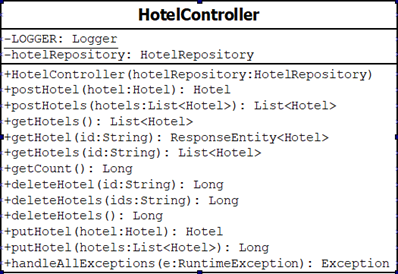 HotelController
-LOGGER: Logger
-hotelRepository: HotelRepository
+HotelController(hotelRepository:HotelRepository)
+postHotel(hotel:Hotel): Hotel
+postHotels(hotels:List<Hotel>): List<Hotel>
+getHotels(): List<Hotel>
+getHotel(id:String): ResponseEntity<Hotel>
+getHotels(id:String): List<Hotel>
+getCount(): Long
+deleteHotel(id:String): Long
+deleteHotels(ids:String): Long
+deleteHotels(): Long
+putHotel(hotel:Hotel): Hotel
+putHotel(hotels:List<Hotel>): Long
+handleAllExceptions(e:RuntimeException): Exception